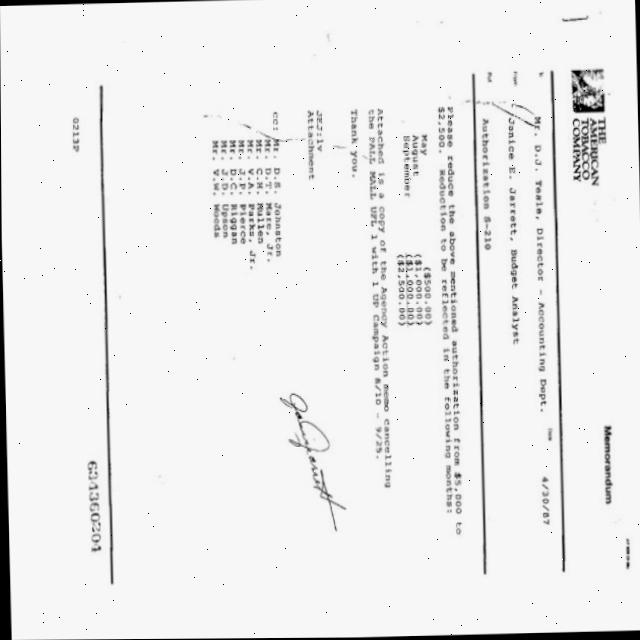 THE
AMERICAN
TOBACCO
COMPANY
Memorandum
To Mr. D.J. Teale, Director - Accounting Dept. Date 4/30/87
From Janice E. Jarrett, Budget Analyst
Ref Authorization S-210
Please reduce the above mentioned authorization from $5,000 to
$2,500. Reduction to be reflected in the following months:
May ($500.00)
August ($1,000.00)
September ($1,000.00)
($2,500.00)
Attached is a copy of the Agency Action memo cancelling
the PALL MALL UPL 1 with 1 UP Campaign 8/10 - 9/25.
Thank you.
JEJ:lv
Attachment
cc: Mr. D.S. Johnston
Mr. D.T. Mare, Jr.
Mr. C.H. Mullen
Mr. V.A. Parks, Jr.
Mr. J.F. Pierce
Mr. D.C. Riggan
Mr. J.D. Upson
Mr. V.W. Woods
0213P
634360204